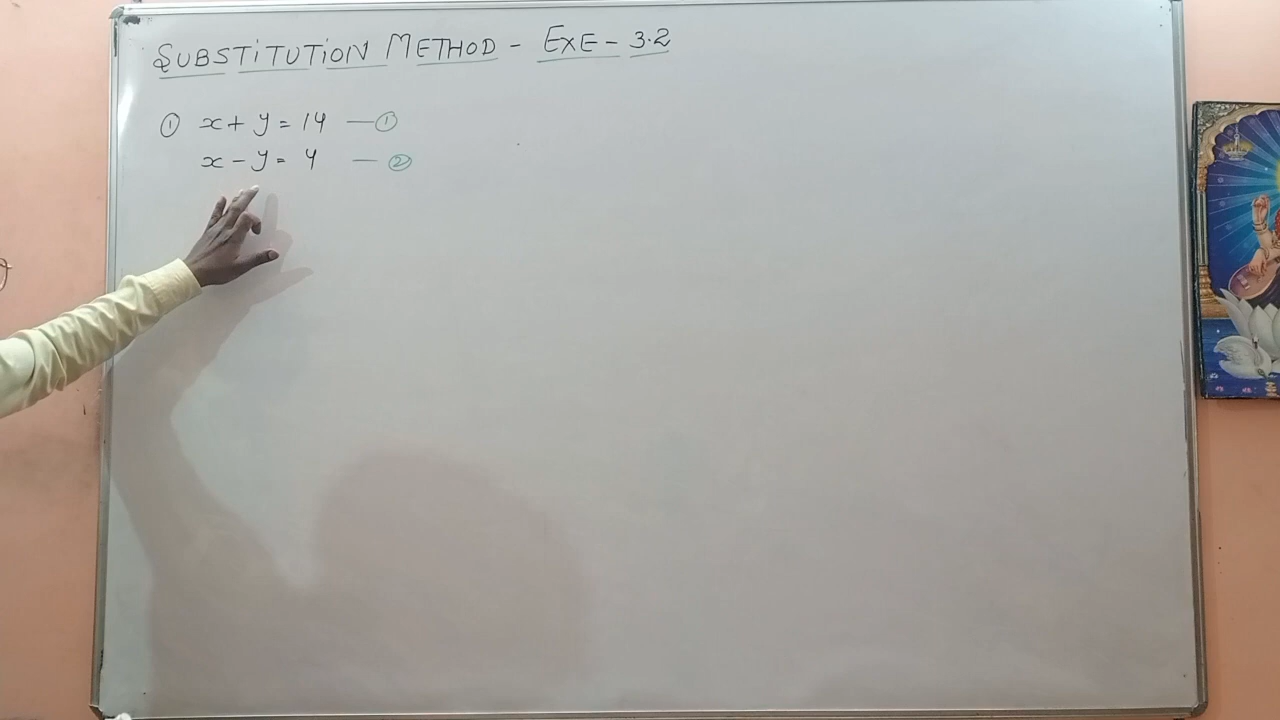 SUBSTITUTION METHOD - EXE - 3.2
① x + y = 14 — ①
x - y = 4 — ②